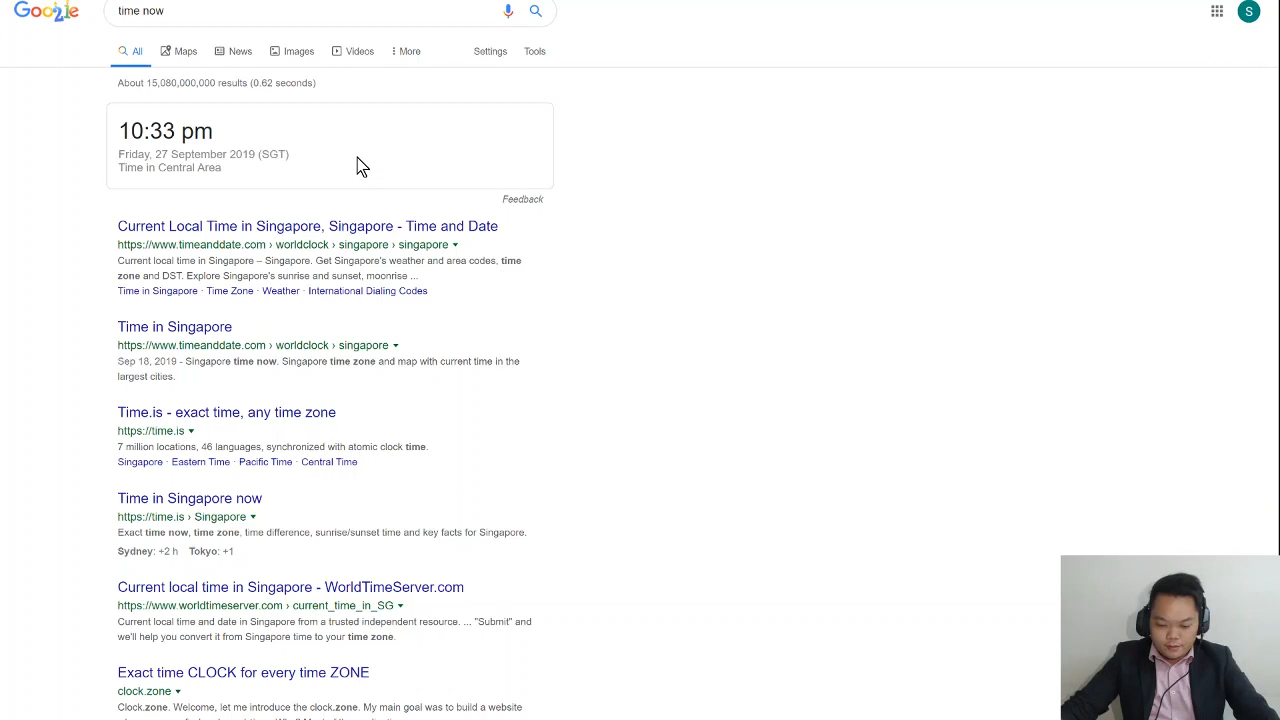 Google
time now
All Maps News Images Videos More Settings Tools
S
About 15,080,000,000 results (0.62 seconds)
10:33 pm
Friday, 27 September 2019 (SGT)
Time in Central Area
Feedback
Current Local Time in Singapore, Singapore - Time and Date
https://www.timeanddate.com › worldclock › singapore › singapore
Current local time in Singapore – Singapore. Get Singapore's weather and area codes, time
zone and DST. Explore Singapore's sunrise and sunset, moonrise ...
Time in Singapore · Time Zone · Weather · International Dialing Codes
Time in Singapore
https://www.timeanddate.com › worldclock › singapore
Sep 18, 2019 - Singapore time now. Singapore time zone and map with current time in the
largest cities.
Time.is - exact time, any time zone
https://time.is
7 million locations, 46 languages, synchronized with atomic clock time.
Singapore · Eastern Time · Pacific Time · Central Time
Time in Singapore now
https://time.is › Singapore
Exact time now, time zone, time difference, sunrise/sunset time and key facts for Singapore.
Sydney: +2 h Tokyo: +1
Current local time in Singapore - WorldTimeServer.com
https://www.worldtimeserver.com › current_time_in_SG
Current local time and date in Singapore from a trusted independent resource. ... "Submit" and
we'll help you convert it from Singapore time to your time zone.
Exact time CLOCK for every time ZONE
clock.zone
Clock.zone. Welcome, let me introduce the clock.zone. My main goal was to build a website